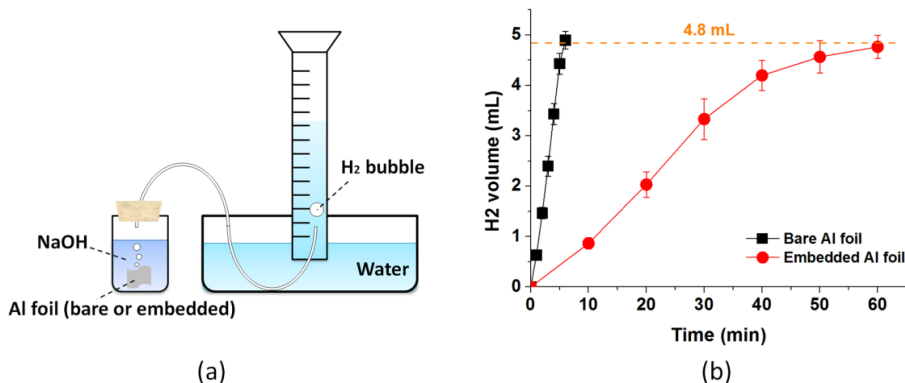 H2 bubble
NaOH
Water
Al foil (bare or embedded)
(a)
4.8 mL
H2 volume (mL)
6
5
4
3
2
1
0
Bare Al foil
Embedded Al foil
0 10 20 30 40 50 60
Time (min)
(b)